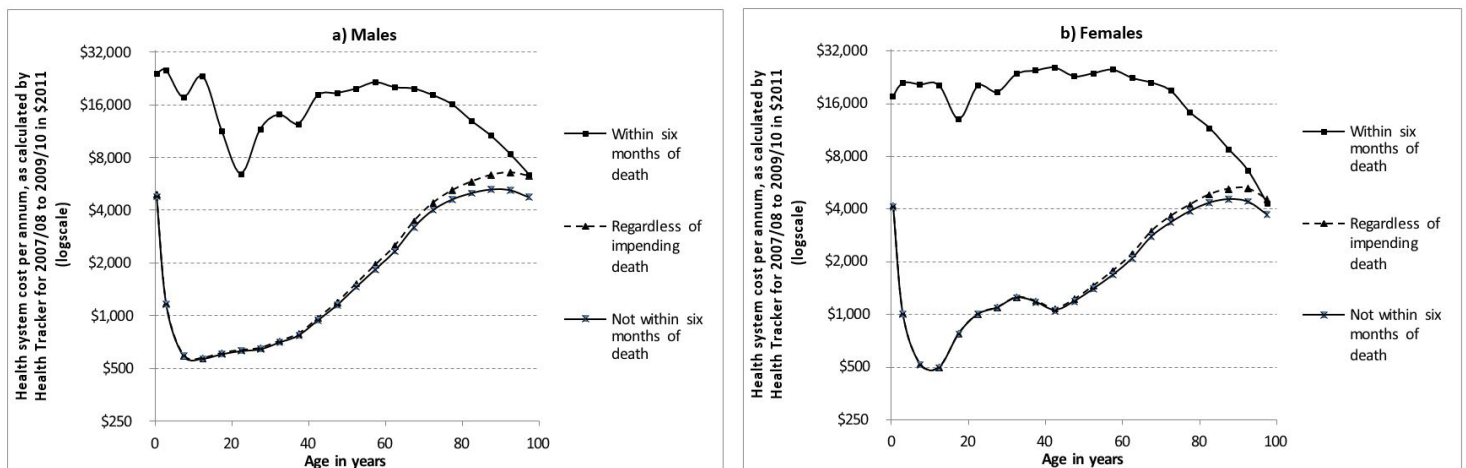 a) Males
Health system cost per annum, as calculated by
Health Tracker for 2007/08 to 2009/10 in $2011
(logscale)
$32,000
$16,000
$8,000
$4,000
$2,000
$1,000
$500
$250
0 20 40 60 80 100
Age in years
Within six
months of
death
Regardless of
impending
death
Not within six
months of
death
b) Females
Health system cost per annum, as calculated by
Health Tracker for 2007/08 to 2009/10 in $2011
(logscale)
$32,000
$16,000
$8,000
$4,000
$2,000
$1,000
$500
$250
0 20 40 60 80 100
Age in years
Within six
months of
death
Regardless of
impending
death
Not within six
months of
death